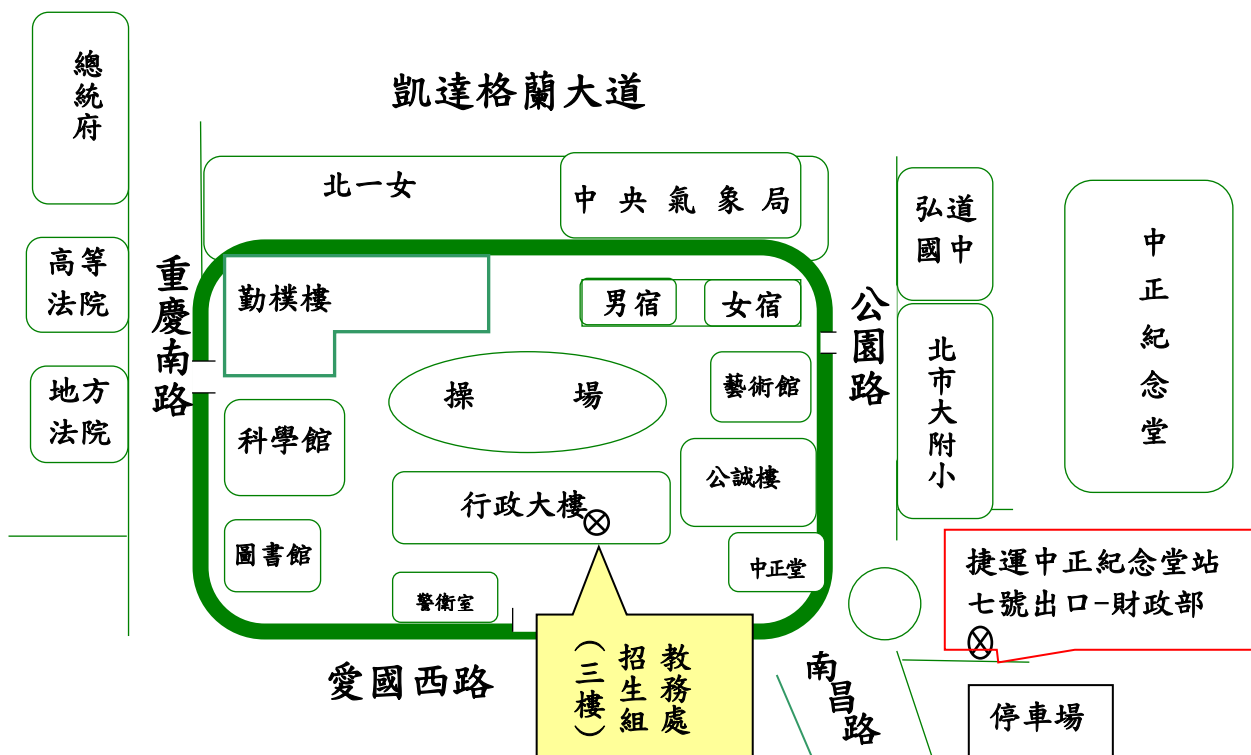 總統府
凱達格蘭大道
北一女
中央氣象局
弘道
國中
中正紀念堂
高等
法院
重慶南路
勤樸樓
男宿
女宿
公園路
地方
法院
操場
藝術館
北市大附小
科學館
行政大樓
公誠樓
圖書館
中正堂
警衛室
捷運中正紀念堂站
七號出口-財政部
愛國西路
教務處
招生組
(三樓)
南昌路
停車場